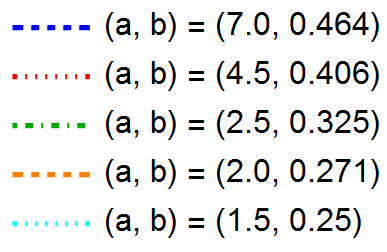 (a, b) = (7.0, 0.464)
(a, b) = (4.5, 0.406)
(a, b) = (2.5, 0.325)
(a, b) = (2.0, 0.271)
(a, b) = (1.5, 0.25)